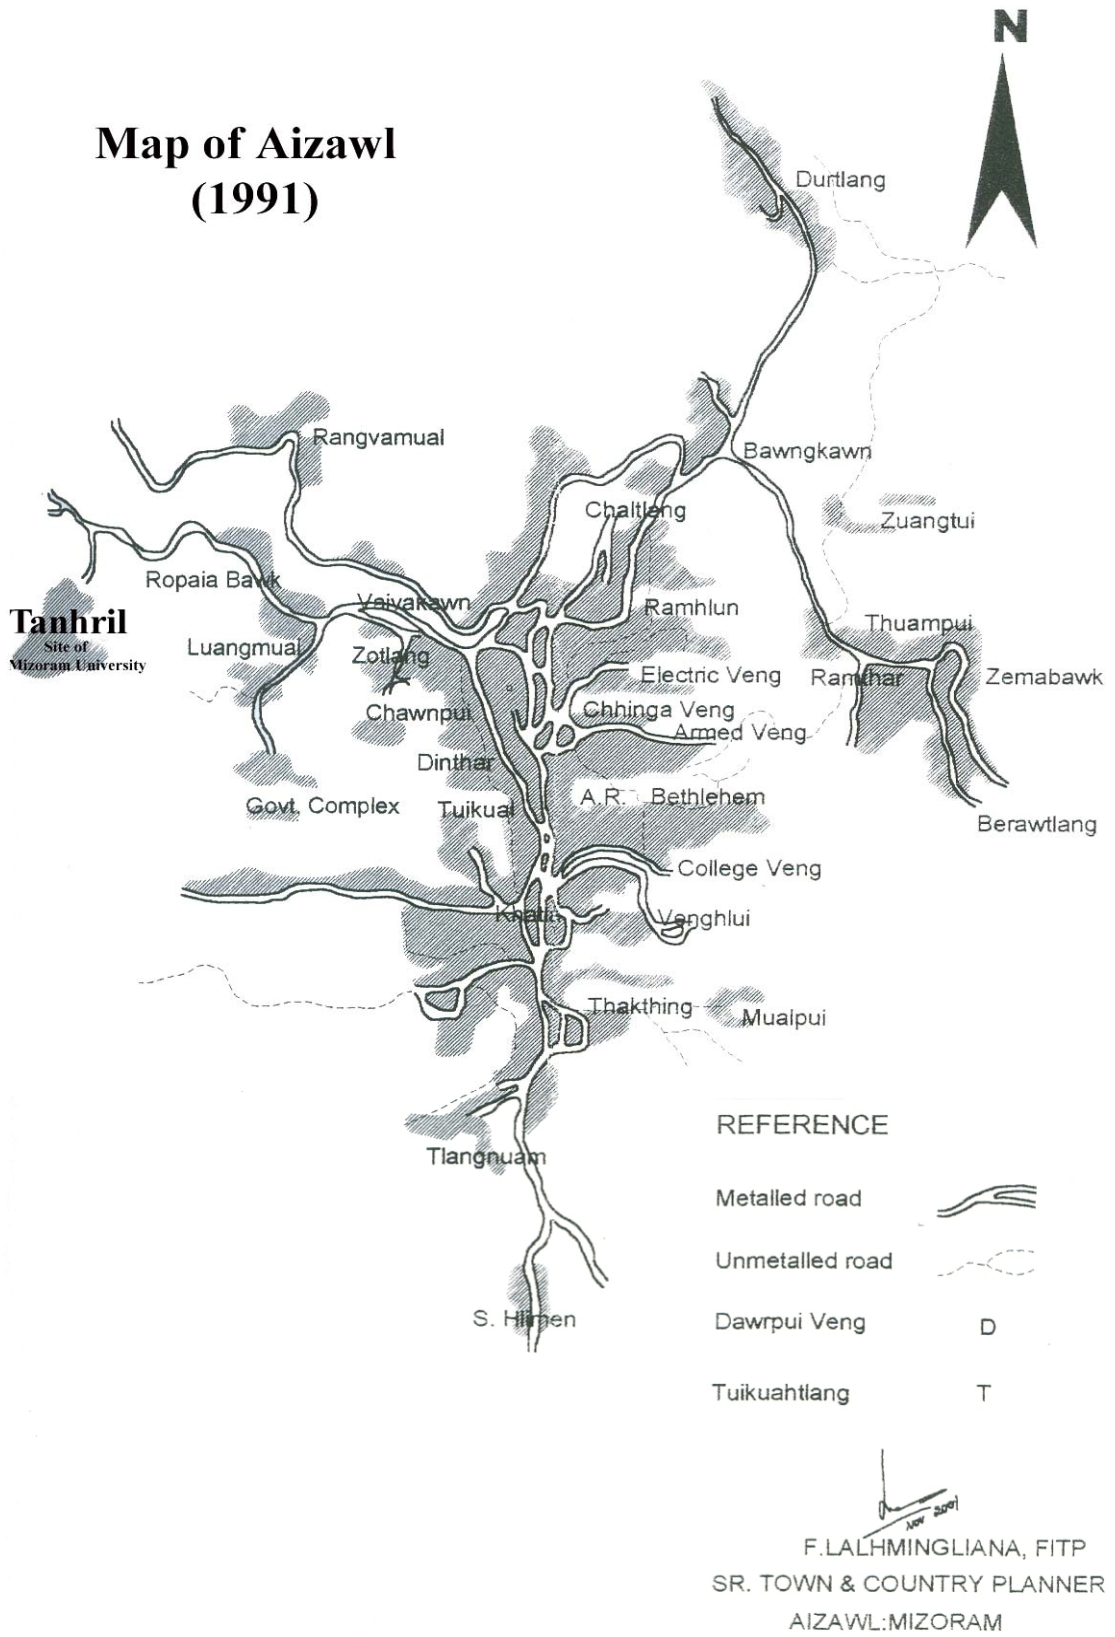 N
Map of Aizawl
(1991)
Durtlang
Rangvamual
Bawngkawn
Chaltlang
Zuangtui
Ropaia Bawk
Vaivakawn
Ramhlun
Tanhril
Site of
Mizoram University
Thuampui
Luangmual
Zotlang
Electric Veng
Ramthar
Zemabawk
Chawnpui
Chhinga Veng
Armed Veng
Dinthar
Govt. Complex
Tuikual
A.R.
Bethlehem
Berawtlang
College Veng
Khatla
Venghlui
Thakthing
Mualpui
Tlangnuam
S. Hlimen
REFERENCE
Metalled road
Unmetalled road
Dawrpui Veng D
Tuikuahtlang T
Nov 2001
F.LALHMINGLIANA, FITP
SR. TOWN & COUNTRY PLANNER
AIZAWL:MIZORAM